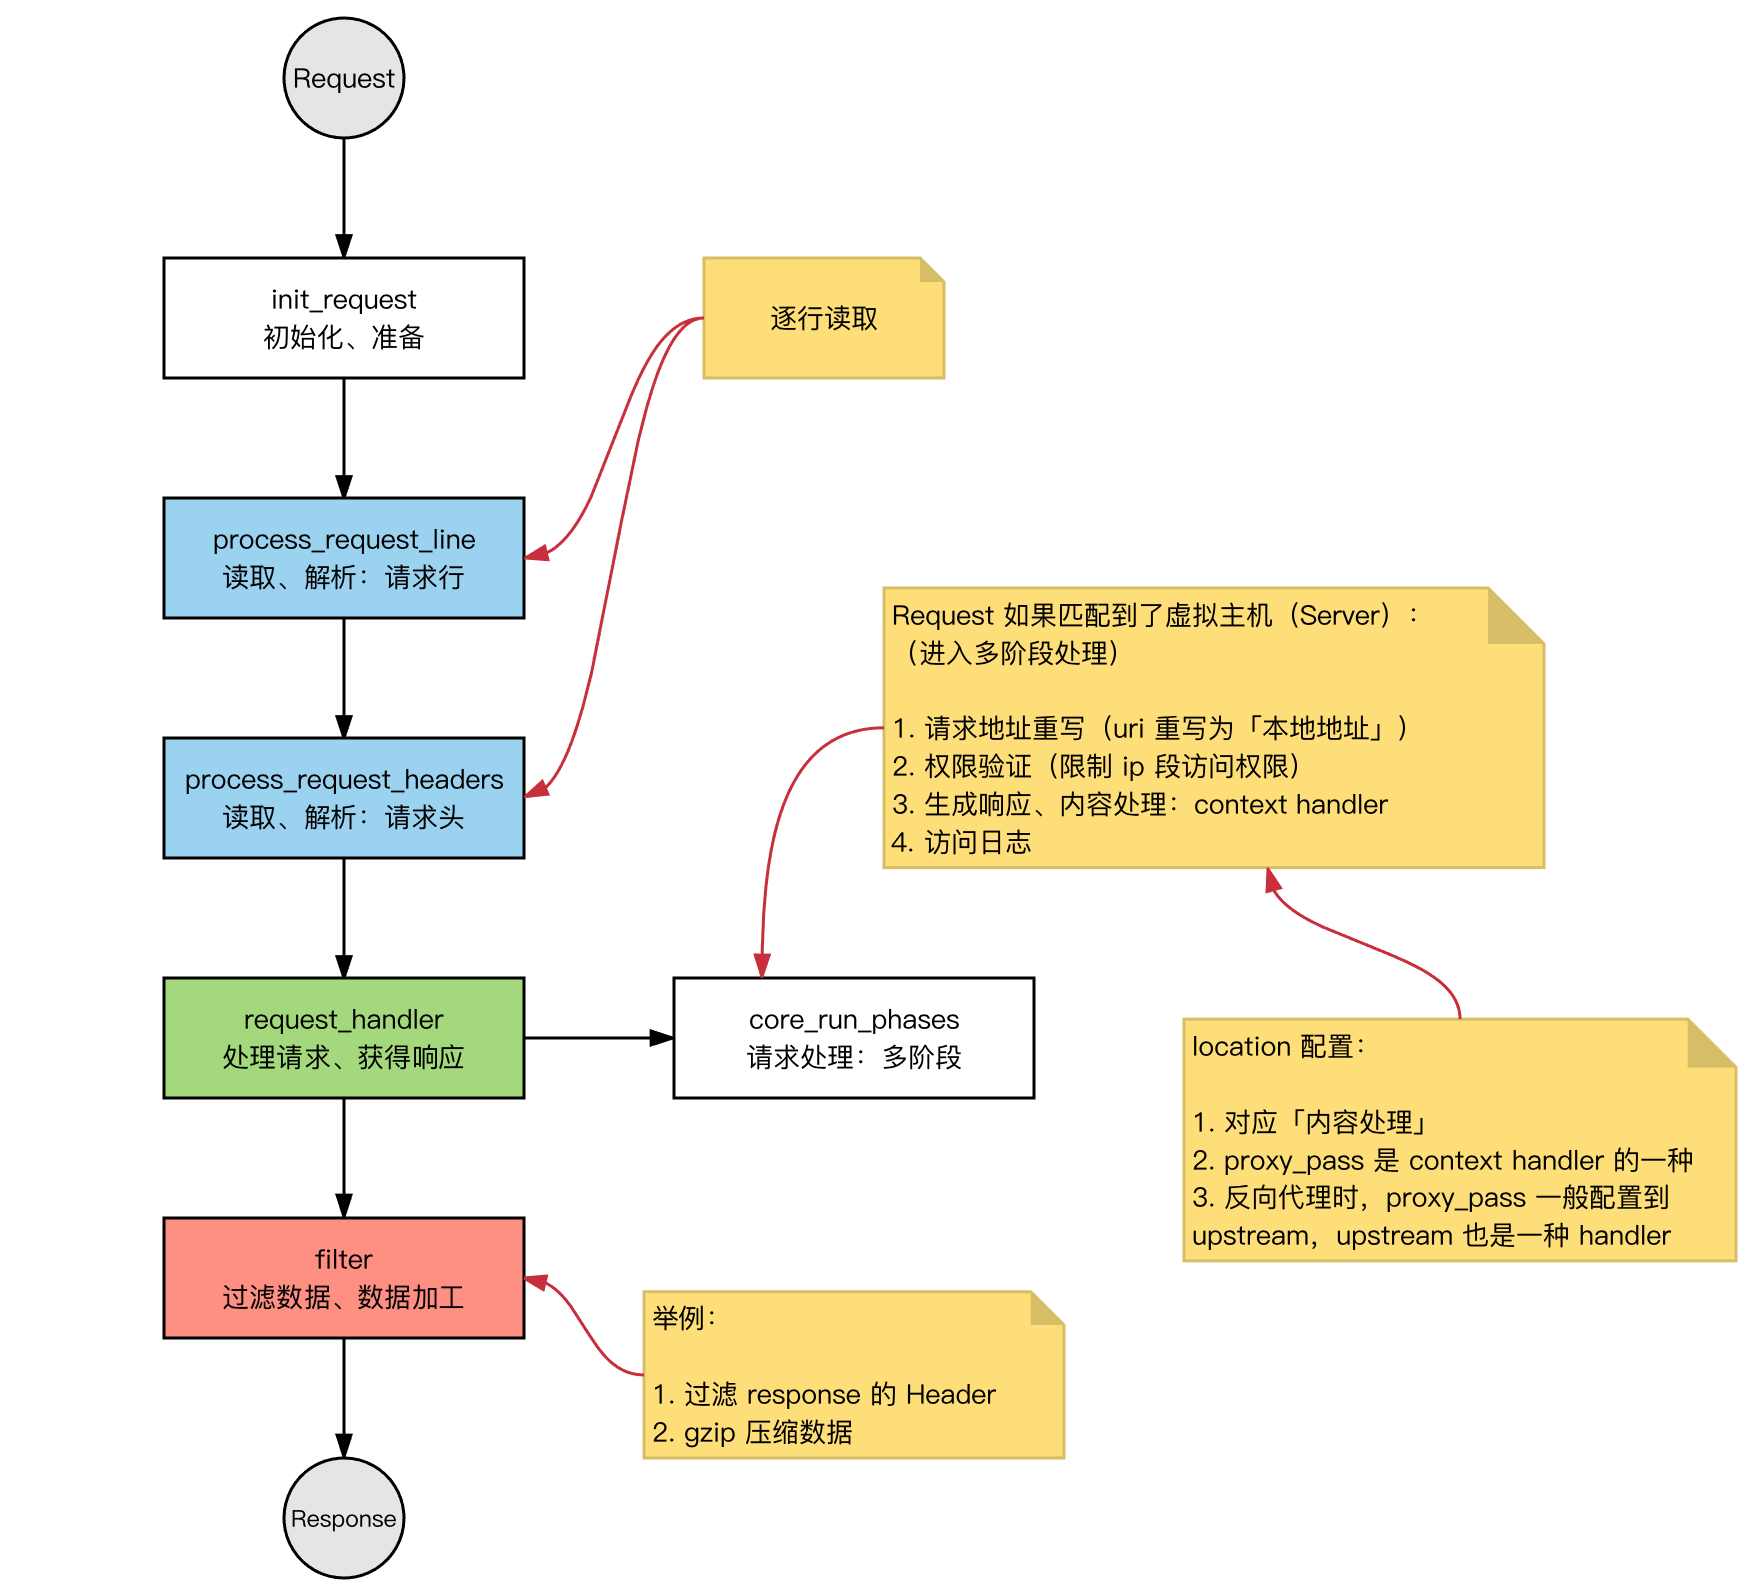 Request
init_request
初始化、准备
逐行读取
process_request_line
读取、解析：请求行
process_request_headers
读取、解析：请求头
Request 如果匹配到了虚拟主机（Server）：
（进入多阶段处理）
1. 请求地址重写（uri 重写为「本地地址」）
2. 权限验证（限制 ip 段访问权限）
3. 生成响应、内容处理：context handler
4. 访问日志
request_handler
处理请求、获得响应
core_run_phases
请求处理：多阶段
location 配置：
1. 对应「内容处理」
2. proxy_pass 是 context handler 的一种
3. 反向代理时，proxy_pass 一般配置到
upstream，upstream 也是一种 handler
filter
过滤数据、数据加工
举例：
1. 过滤 response 的 Header
2. gzip 压缩数据
Response